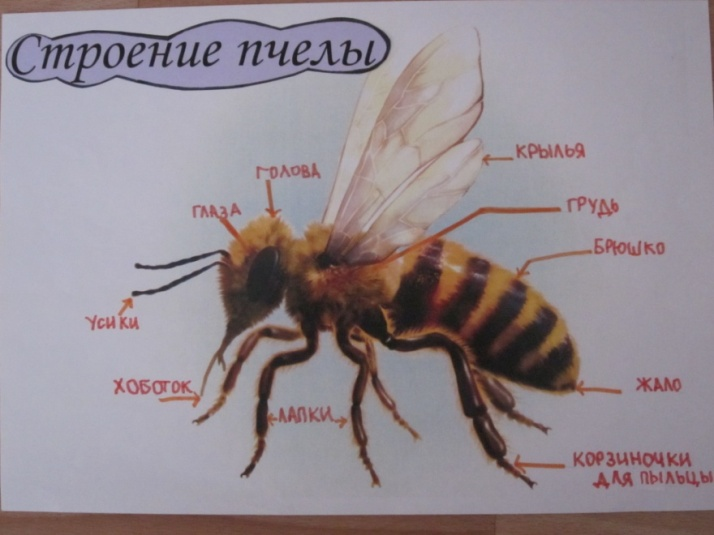 Строение пчелы
КРЫЛЬЯ
ГОЛОВА
ГЛАЗА
ГРУДЬ
БРЮШКО
УСИКИ
ХОБОТОК
ЖАЛО
ЛАПКИ
КОРЗИНОЧКИ
ДЛЯ ПЫЛЬЦЫ